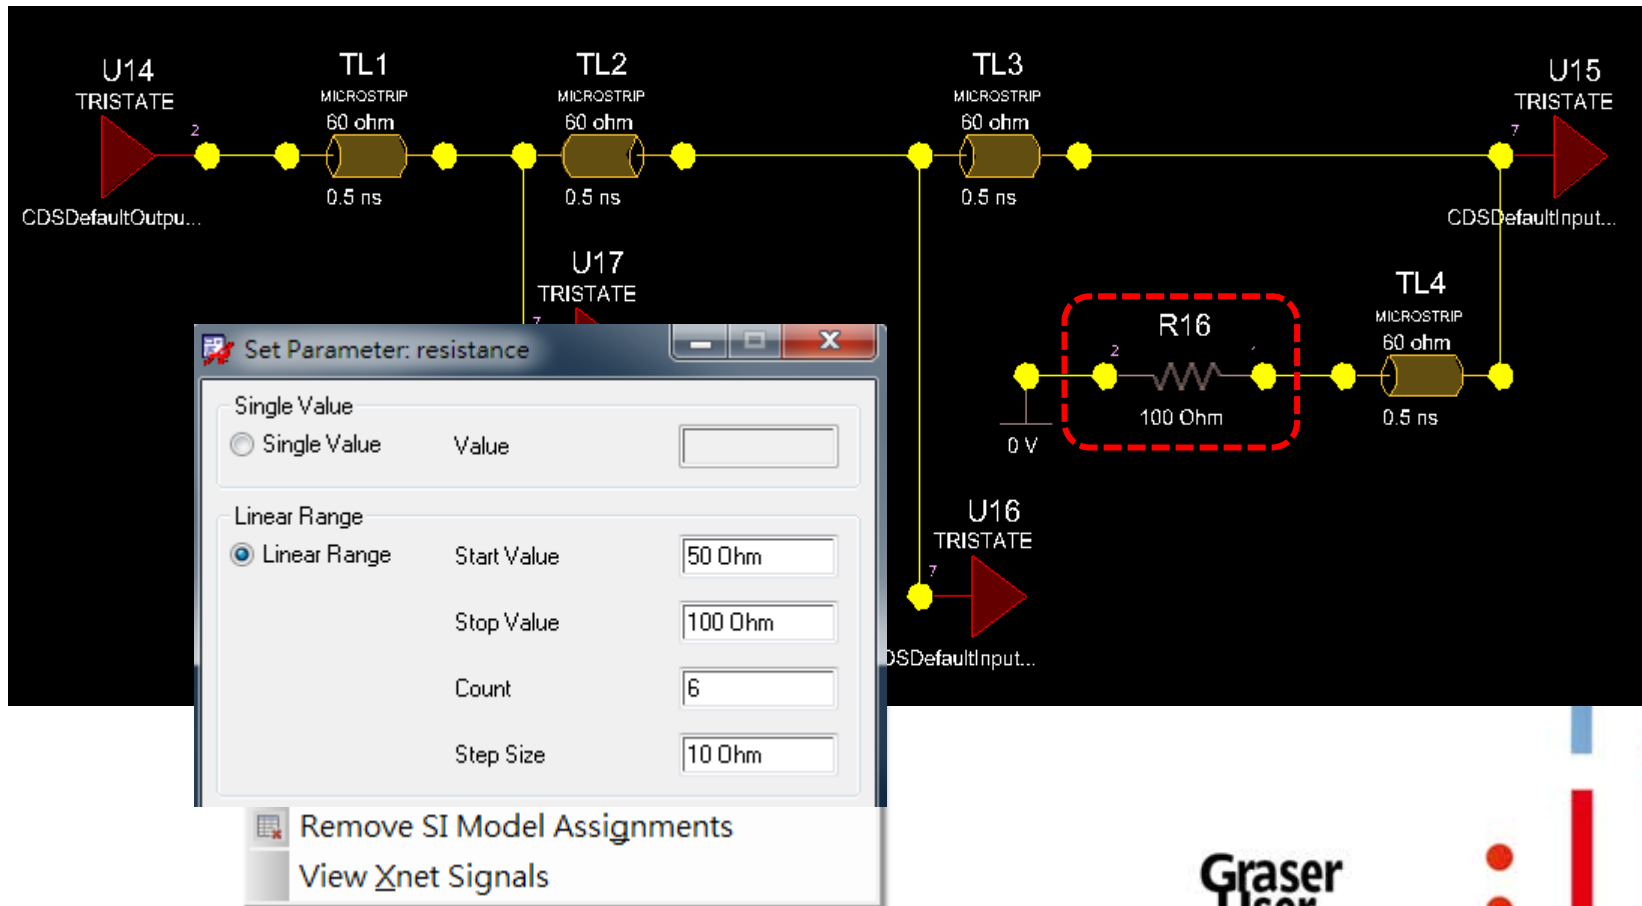 U14
TRISTATE
2
CDSDefaultOutpu...
TL1
MICROSTRIP
60 ohm
0.5 ns
TL2
MICROSTRIP
60 ohm
0.5 ns
TL3
MICROSTRIP
60 ohm
0.5 ns
U15
TRISTATE
7
CDSDefaultInput...
U17
TRISTATE
7
R16
2
100 Ohm
0 V
TL4
MICROSTRIP
60 ohm
0.5 ns
U16
TRISTATE
7
DSDefaultInput...
Set Parameter: resistance
Single Value
Single Value Value
Linear Range
Linear Range Start Value 50 Ohm
Stop Value 100 Ohm
Count 6
Step Size 10 Ohm
Remove SI Model Assignments
View Xnet Signals
Graser
User